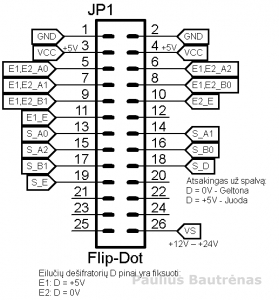 JP1
GND 1 2 GND
VCC +5V 3 4 +5V VCC
E1,E2_A0 5 6 E1,E2_A2
E1,E2_A1 7 8 E1,E2_B0
E1,E2_B1 9 10 E2_E
E1_E 11 12
S_A0 13 14 S_A1
S_A2 15 16 S_B0
S_B1 17 18 S_D
S_E 19 20
21 22
23 24
25 26 VS
Atsakingas už spalvą:
D = 0V - Geltona
D = +5V - Juoda
+12V ~ +24V
Flip-Dot
Eilučių dešifratorių D pinai yra fiksuoti:
E1: D = +5V
E2: D = 0V
Paulius Bautrėnas